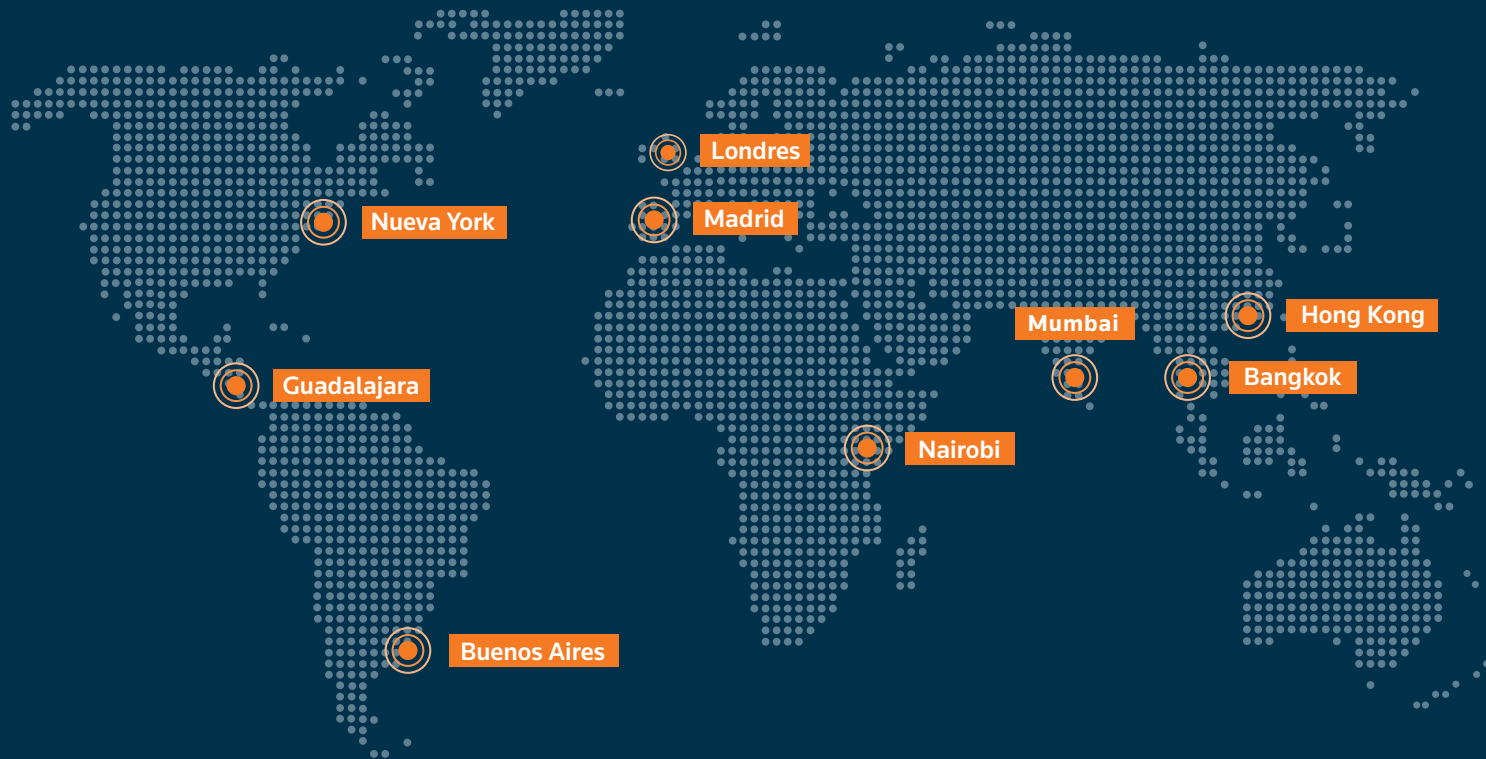 Londres
Nueva York
Madrid
Hong Kong
Mumbai
Guadalajara
Bangkok
Nairobi
Buenos Aires